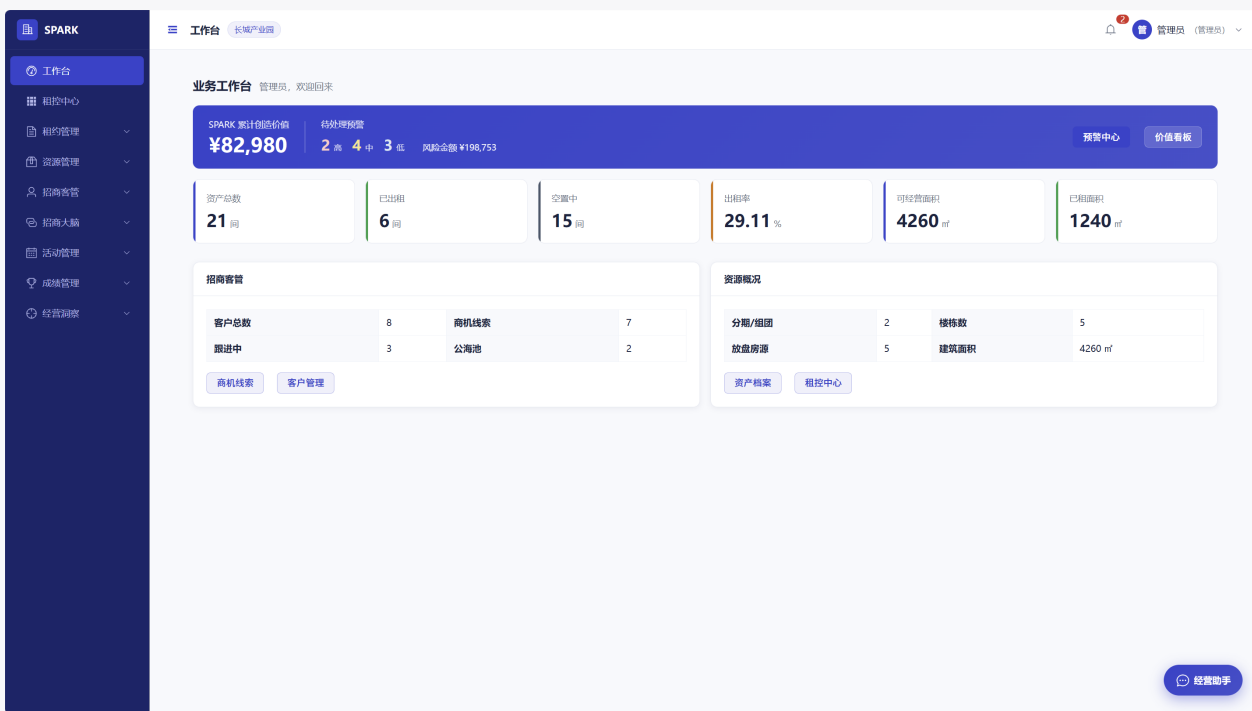 SPARK
工作台 长城产业园
2
管 管理员 (管理员)
工作台
租控中心
租约管理
资源管理
招商客管
招商大脑
活动管理
成绩管理
经营洞察
业务工作台 管理员，欢迎回来
SPARK 累计创造价值
¥82,980
待处理预警
2 高 4 中 3 低 风险金额 ¥198,753
预警中心 价值看板
资产总数
21 间
已出租
6 间
空置中
15 间
出租率
29.11 %
可经营面积
4260 ㎡
已租面积
1240 ㎡
招商客管
客户总数 8 商机线索 7
跟进中 3 公海池 2
商机线索 客户管理
资源概况
分期/组团 2 楼栋数 5
放盘房源 5 建筑面积 4260 ㎡
资产档案 租控中心
经营助手